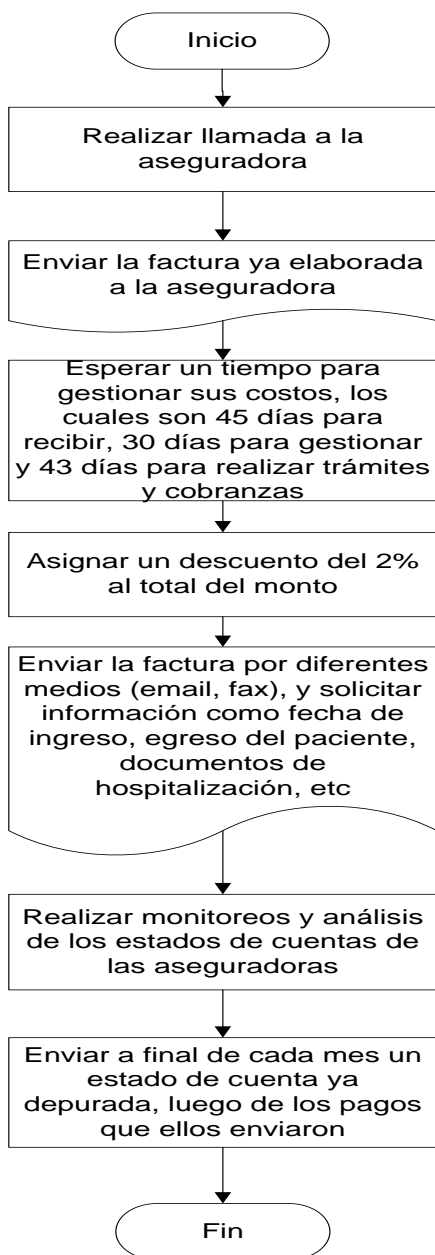 Inicio
Realizar llamada a la
aseguradora
Enviar la factura ya elaborada
a la aseguradora
Esperar un tiempo para
gestionar sus costos, los
cuales son 45 días para
recibir, 30 días para gestionar
y 43 días para realizar trámites
y cobranzas
Asignar un descuento del 2%
al total del monto
Enviar la factura por diferentes
medios (email, fax), y solicitar
información como fecha de
ingreso, egreso del paciente,
documentos de
hospitalización, etc
Realizar monitoreos y análisis
de los estados de cuentas de
las aseguradoras
Enviar a final de cada mes un
estado de cuenta ya
depurada, luego de los pagos
que ellos enviaron
Fin